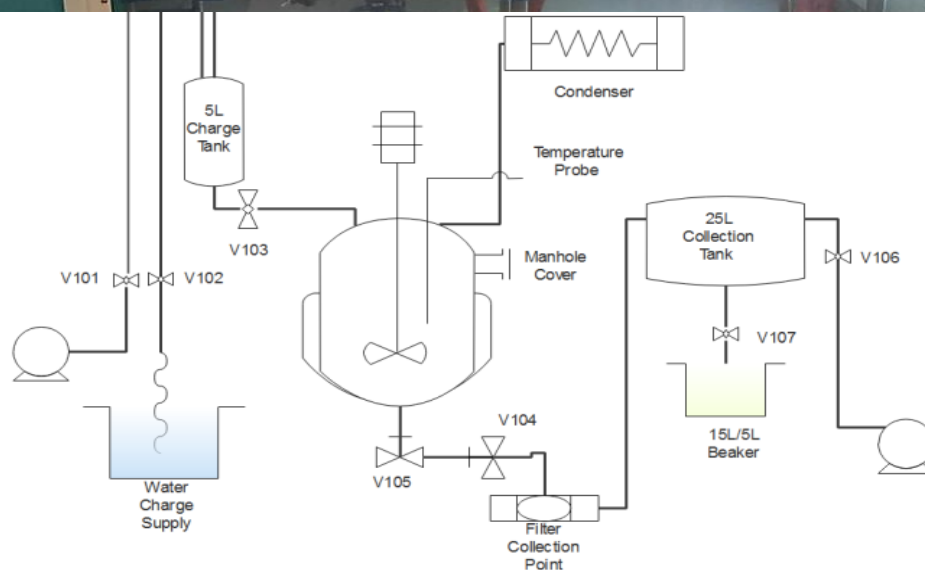 Condenser
5L
Charge
Tank
Temperature
Probe
V103
25L
Collection
Tank
Manhole
Cover
V106
V101
V102
V107
V104
15L/5L
Beaker
V105
Water
Charge
Supply
Filter
Collection
Point